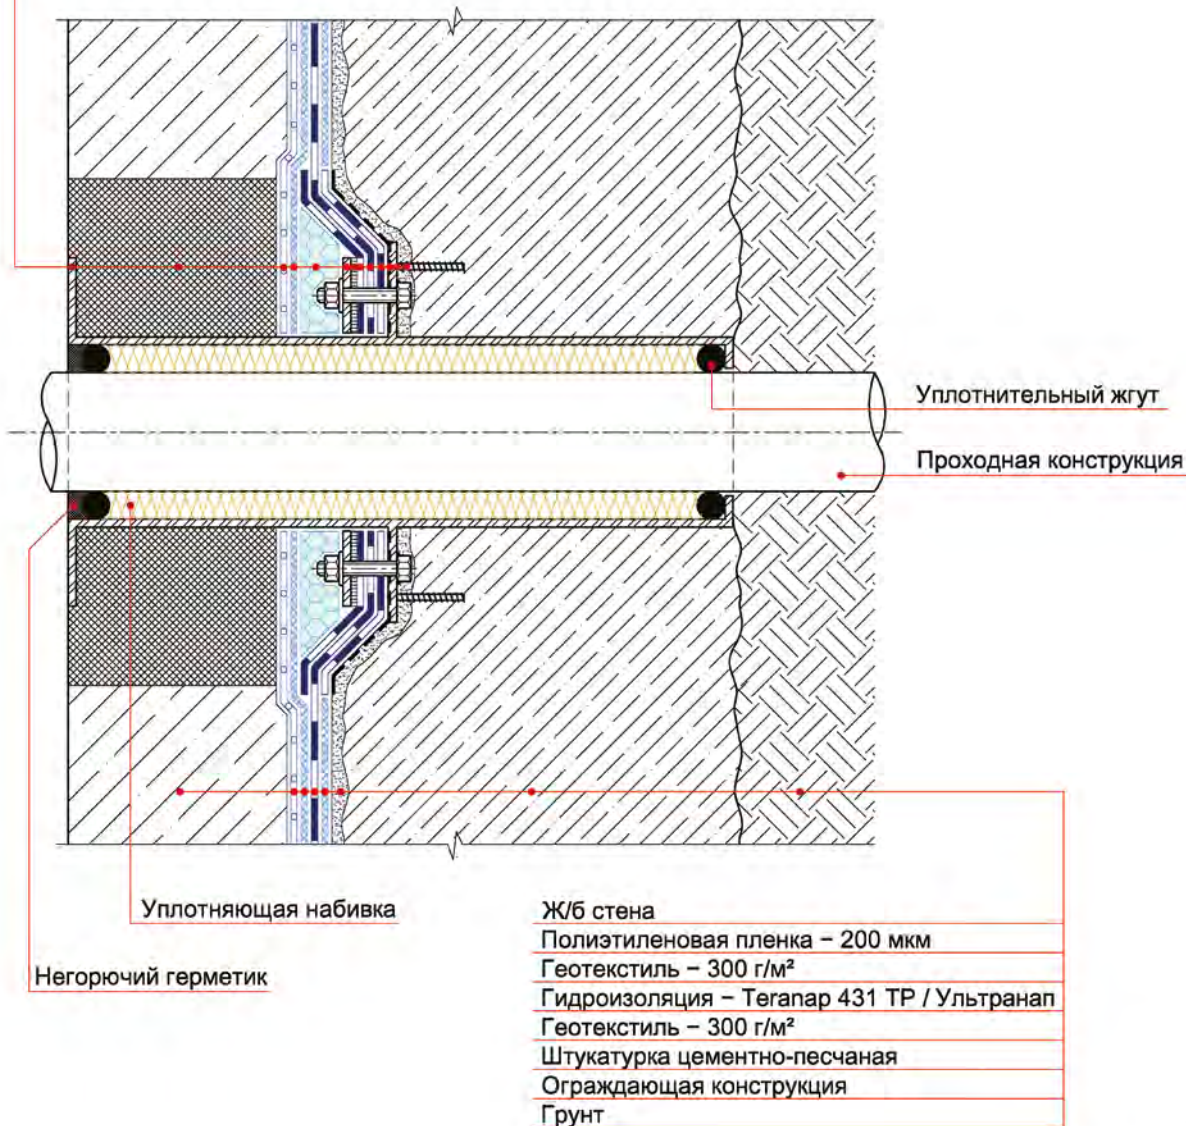 Уплотнительный жгут
Проходная конструкция
Уплотняющая набивка
Негорючий герметик
Ж/б стена
Полиэтиленовая пленка – 200 мкм
Геотекстиль – 300 г/м²
Гидроизоляция – Teranap 431 TP / Ультранап
Геотекстиль – 300 г/м²
Штукатурка цементно-песчаная
Ограждающая конструкция
Грунт